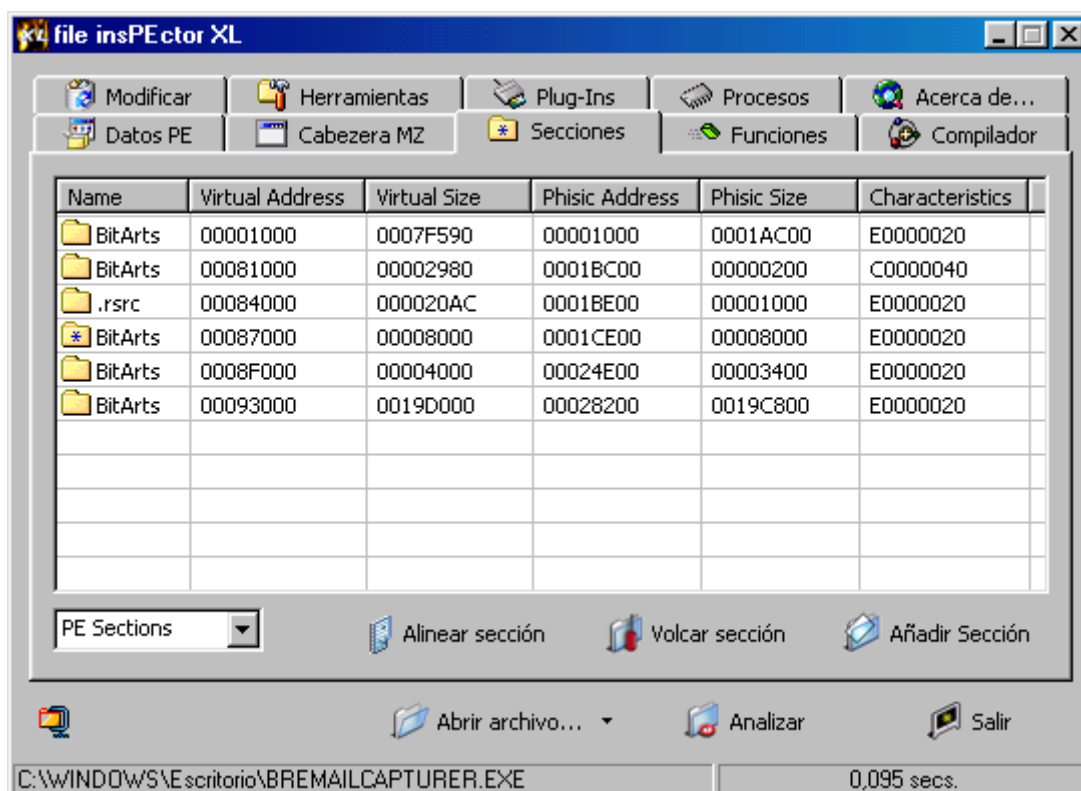 file insPEctor XL
Modificar Herramientas Plug-Ins Procesos Acerca de...
Datos PE Cabezera MZ Secciones Funciones Compilador
Name Virtual Address Virtual Size Phisic Address Phisic Size Characteristics
BitArts 00001000 0007F590 00001000 0001AC00 E0000020
BitArts 00081000 00002980 0001BC00 00000200 C0000040
.rsrc 00084000 000020AC 0001BE00 00001000 E0000020
BitArts 00087000 00008000 0001CE00 00008000 E0000020
BitArts 0008F000 00004000 00024E00 00003400 E0000020
BitArts 00093000 0019D000 00028200 0019C800 E0000020
PE Sections Alinear sección Volcar sección Añadir Sección
Abrir archivo... Analizar Salir
C:\WINDOWS\Escritorio\BREMAILCAPTURER.EXE 0,095 secs.